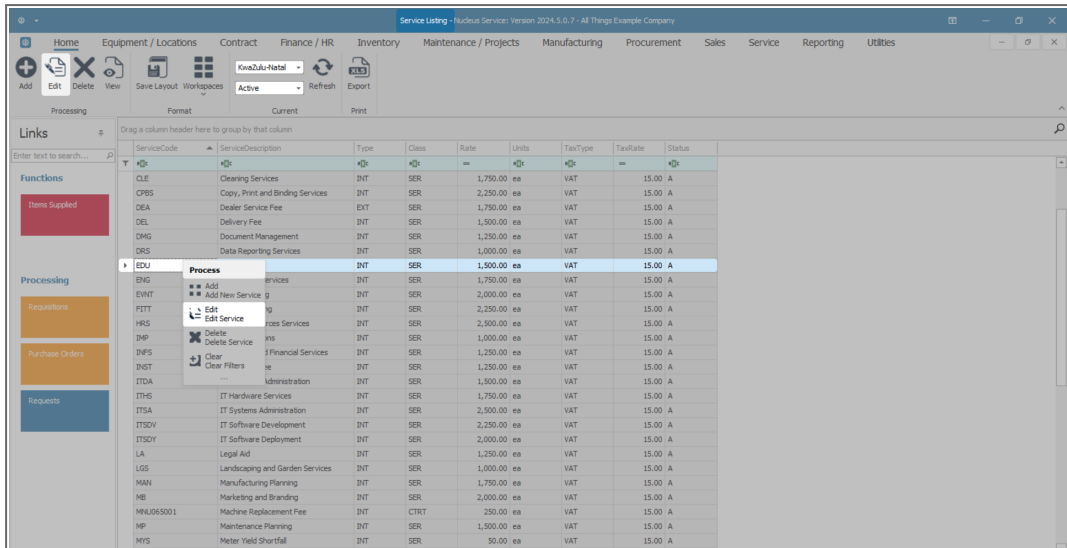 Service Listing - Nucleus Service: Version 2024.5.0.7 - All Things Example Company
Home Equipment / Locations Contract Finance / HR Inventory Maintenance / Projects Manufacturing Procurement Sales Service Reporting Utilities
KwaZulu-Natal
Active
Add Edit Delete View Save Layout Workspaces Refresh XLS Export
Processing Format Current Print
Links
Enter text to search...
Functions
Items Supplied
Processing
Requisitions
Purchase Orders
Requests
Drag a column header here to group by that column
ServiceCode ServiceDescription Type Class Rate Units TaxType TaxRate Status
CLE Cleaning Services INT SER 1,750.00 ea VAT 15.00 A
CPBS Copy, Print and Binding Services INT SER 2,250.00 ea VAT 15.00 A
DEA Dealer Service Fee EXT SER 1,750.00 ea VAT 15.00 A
DEL Delivery Fee INT SER 1,500.00 ea VAT 15.00 A
DMG Document Management INT SER 1,250.00 ea VAT 15.00 A
DRS Data Reporting Services INT SER 1,000.00 ea VAT 15.00 A
EDU INT SER 1,500.00 ea VAT 15.00 A
ENG ervices INT SER 1,750.00 ea VAT 15.00 A
EVNT g INT SER 2,000.00 ea VAT 15.00 A
FITT ng INT SER 2,250.00 ea VAT 15.00 A
HRS rces Services INT SER 2,500.00 ea VAT 15.00 A
IMP ns INT SER 1,000.00 ea VAT 15.00 A
INFS d Financial Services INT SER 1,250.00 ea VAT 15.00 A
INST ee INT SER 1,250.00 ea VAT 15.00 A
ITDA Administration INT SER 1,500.00 ea VAT 15.00 A
ITHS IT Hardware Services INT SER 1,750.00 ea VAT 15.00 A
ITSA IT Systems Administration INT SER 2,500.00 ea VAT 15.00 A
ITSDV IT Software Development INT SER 2,250.00 ea VAT 15.00 A
ITSDY IT Software Deployment INT SER 2,000.00 ea VAT 15.00 A
LA Legal Aid INT SER 1,250.00 ea VAT 15.00 A
LGS Landscaping and Garden Services INT SER 1,000.00 ea VAT 15.00 A
MAN Manufacturing Planning INT SER 1,750.00 ea VAT 15.00 A
MB Marketing and Branding INT SER 2,000.00 ea VAT 15.00 A
MNU065001 Machine Replacement Fee INT CTRT 250.00 ea VAT 15.00 A
MP Maintenance Planning INT SER 1,500.00 ea VAT 15.00 A
MYS Meter Yield Shortfall INT SER 50.00 ea VAT 15.00 A
Process
Add
Add New Service
Edit
Edit Service
Delete
Delete Service
Clear
Clear Filters
...